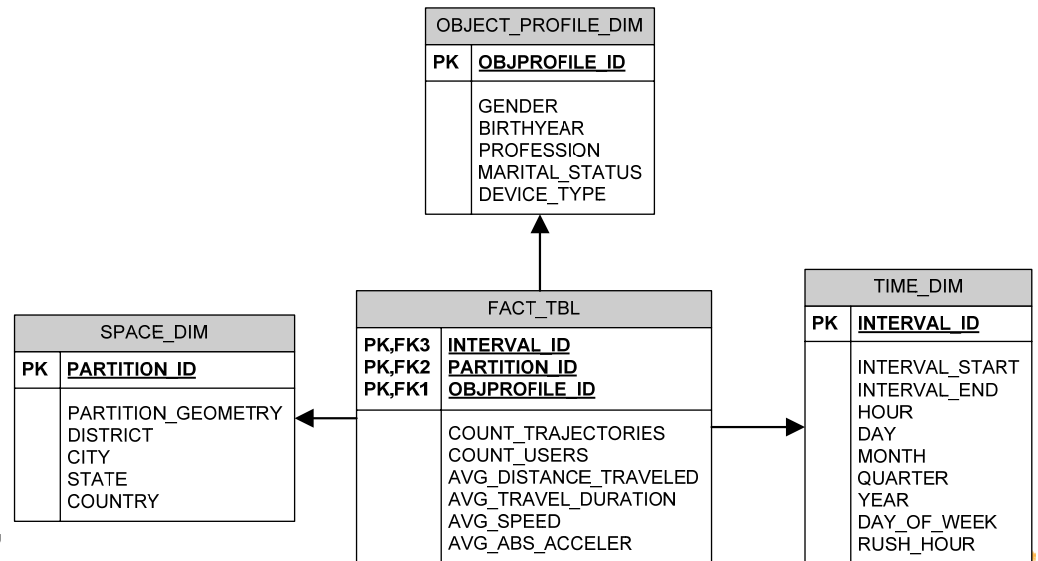 OBJECT_PROFILE_DIM
PK OBJPROFILE_ID
GENDER
BIRTHYEAR
PROFESSION
MARITAL_STATUS
DEVICE_TYPE
SPACE_DIM
PK PARTITION_ID
PARTITION_GEOMETRY
DISTRICT
CITY
STATE
COUNTRY
FACT_TBL
PK,FK3 INTERVAL_ID
PK,FK2 PARTITION_ID
PK,FK1 OBJPROFILE_ID
COUNT_TRAJECTORIES
COUNT_USERS
AVG_DISTANCE_TRAVELED
AVG_TRAVEL_DURATION
AVG_SPEED
AVG_ABS_ACCELER
TIME_DIM
PK INTERVAL_ID
INTERVAL_START
INTERVAL_END
HOUR
DAY
MONTH
QUARTER
YEAR
DAY_OF_WEEK
RUSH_HOUR